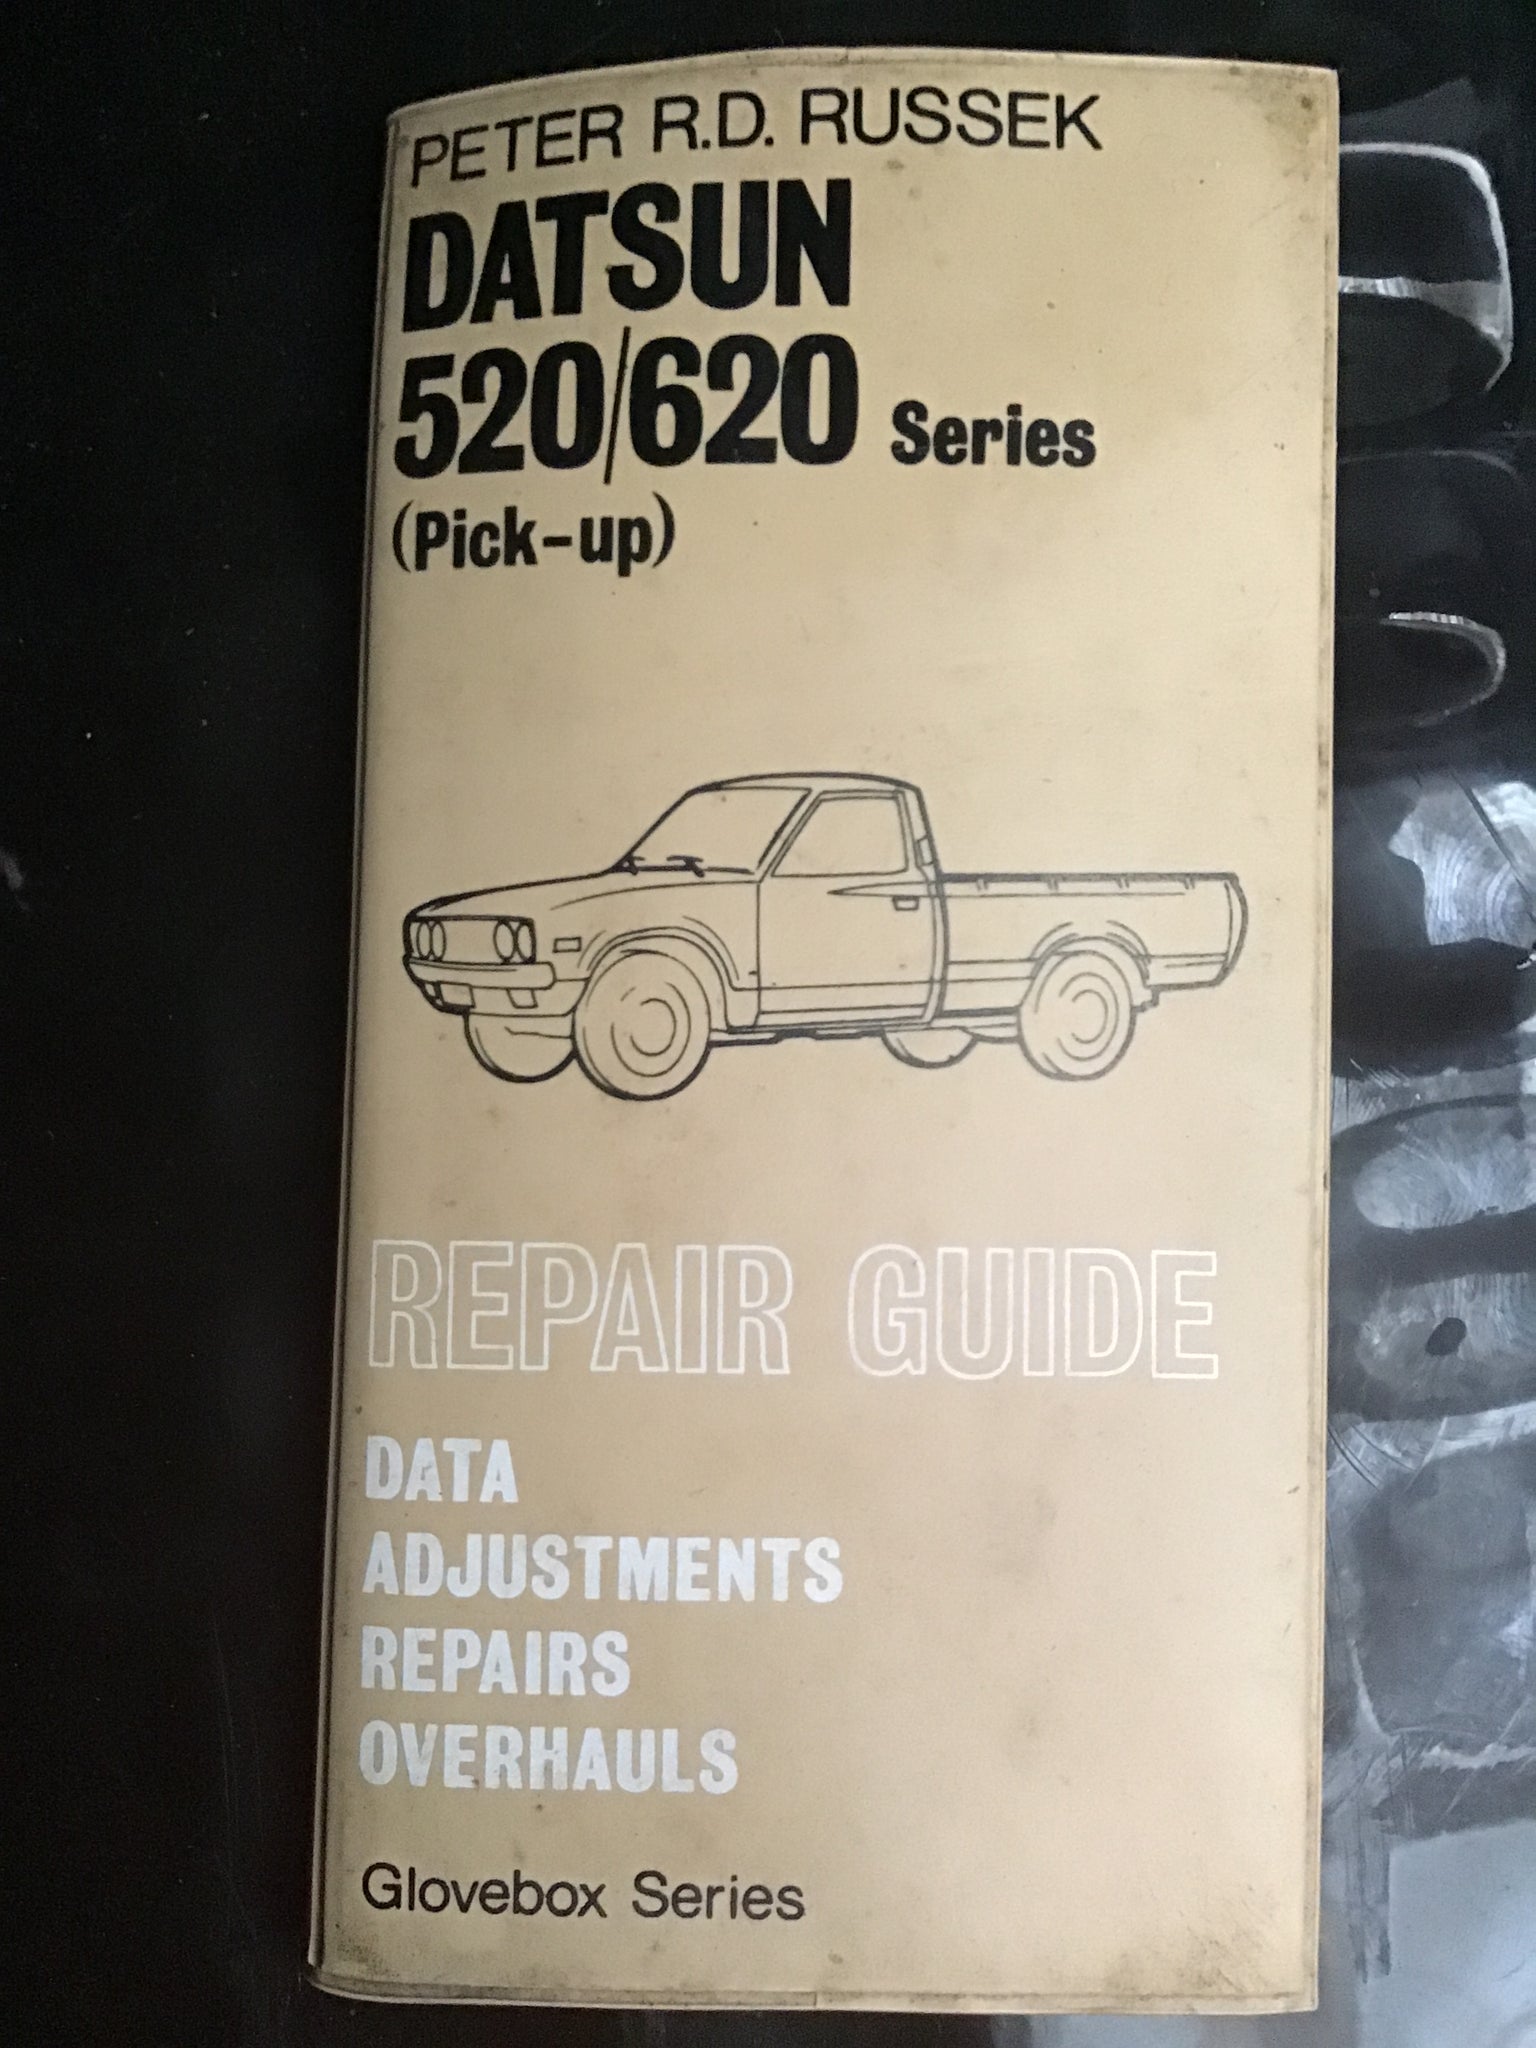 PETER R.D. RUSSEK
DATSUN
520/620 Series
(Pick-up)
REPAIR GUIDE
DATA
ADJUSTMENTS
REPAIRS
OVERHAULS
Glovebox Series